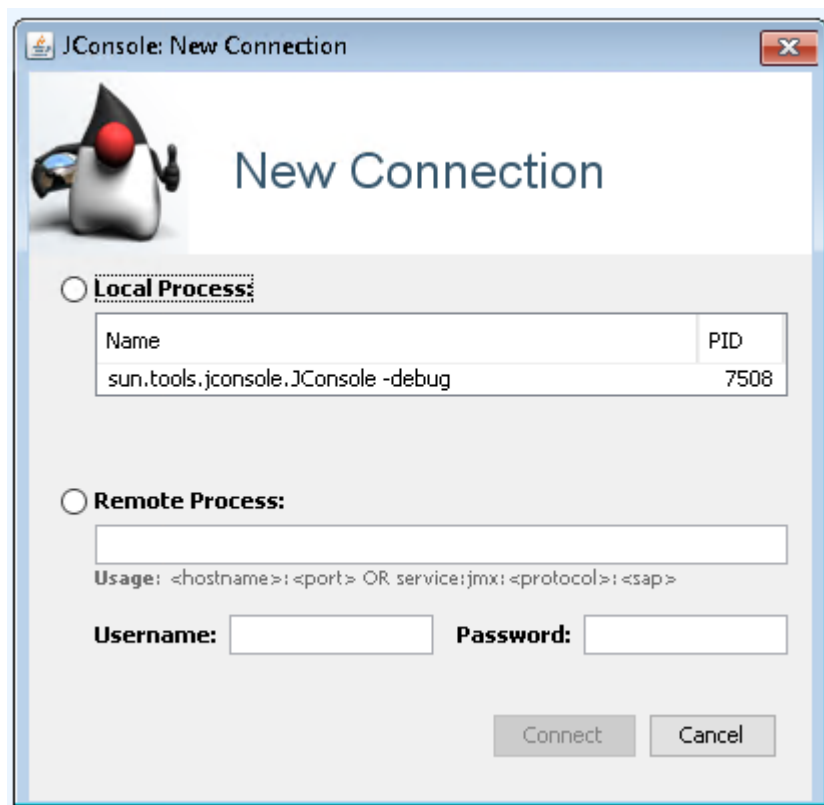 JConsole: New Connection
New Connection
Local Process:
Name PID
sun.tools.jconsole.JConsole -debug 7508
Remote Process:
Usage: <hostname>:<port> OR service:jmx:<protocol>:<sap>
Username: Password:
Connect Cancel